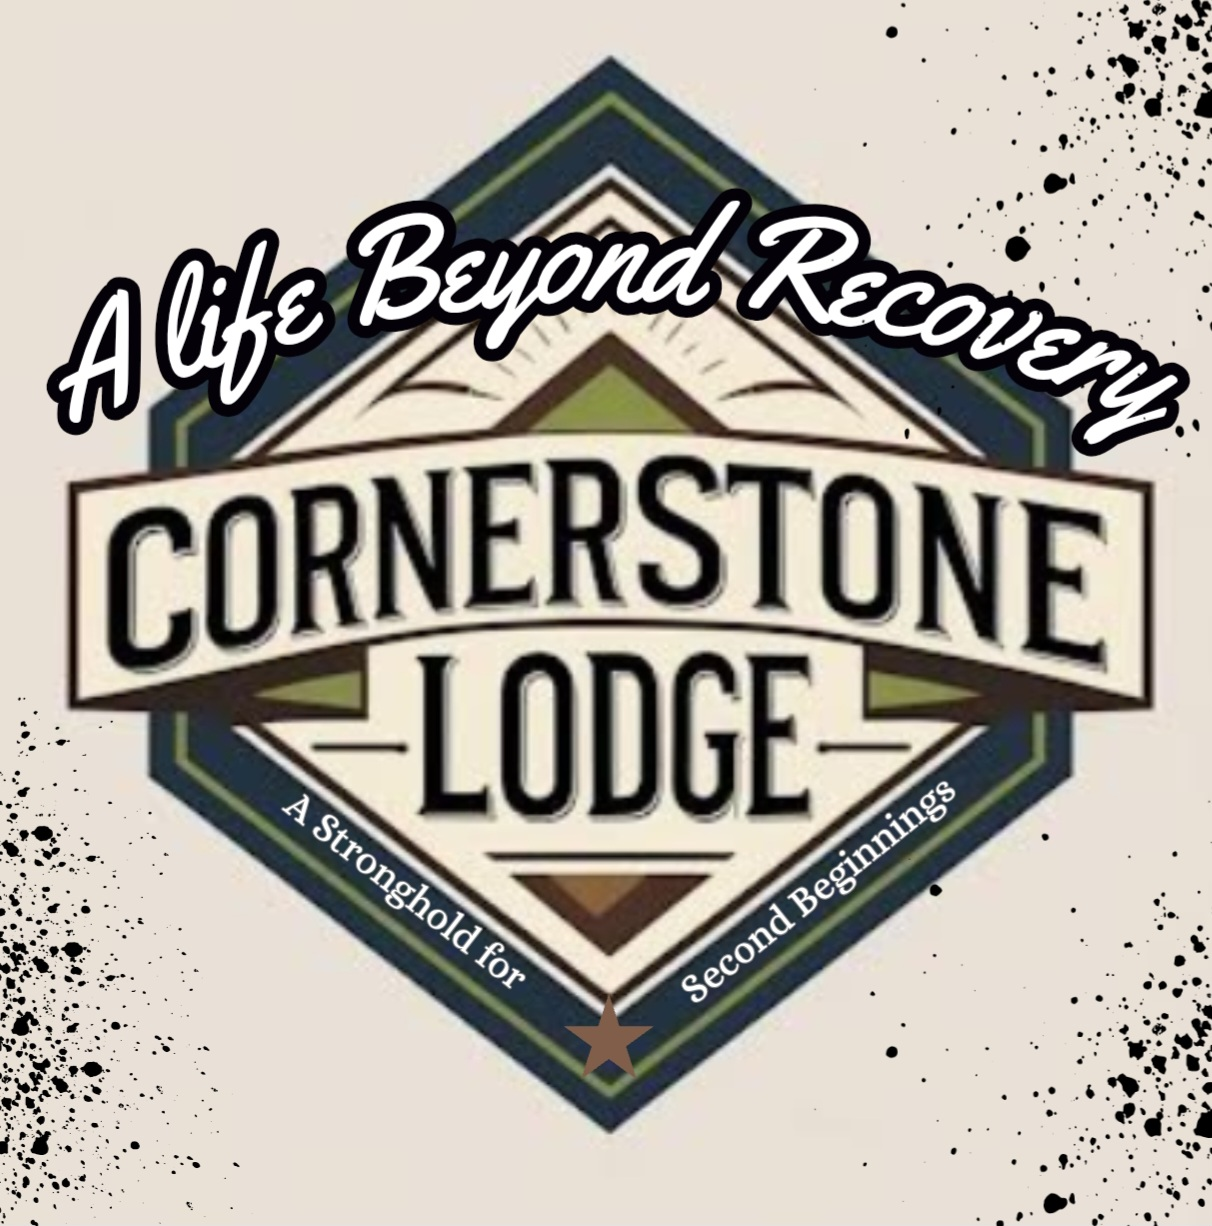 A life Beyond Recovery
CORNERSTONE
LODGE
A Stronghold for
Second Beginnings